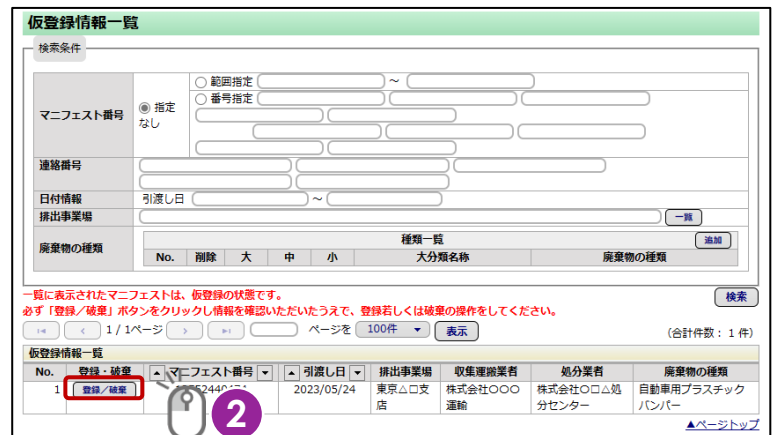 仮登録情報一覧
検索条件
マニフェスト番号 指定なし 範囲指定 ～
番号指定
連絡番号
日付情報 引渡し日 ～
排出事業場 一覧
廃棄物の種類 種類一覧 追加
No. 削除 大 中 小 大分類名称 廃棄物の種類
一覧に表示されたマニフェストは、仮登録の状態です。 検索
必ず「登録／破棄」ボタンをクリックし情報を確認いただいたうえで、登録若しくは破棄の操作をしてください。
1 / 1ページ ページを 100件 表示 (合計件数： 1 件)
仮登録情報一覧
No. 登録・破棄 ▲ マニフェスト番号 ▼ ▲ 引渡し日 ▼ 排出事業場 収集運搬業者 処分業者 廃棄物の種類
1 登録／破棄 2023/05/24 東京△口支店 株式会社〇〇〇運輸 株式会社〇口△処分センター 自動車用プラスチックバンパー
2
▲ページトップ